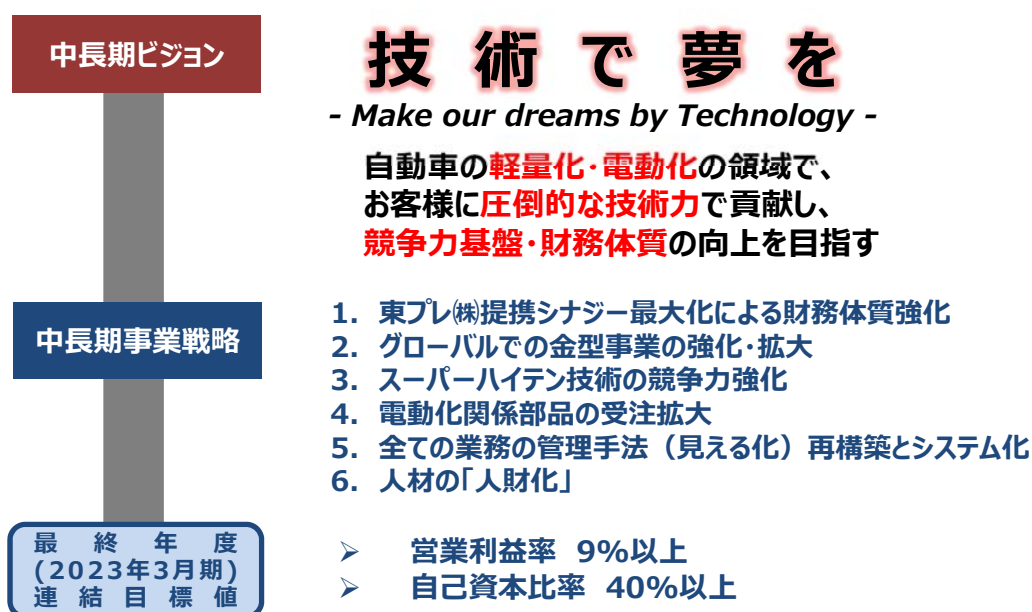 中長期ビジョン
技術で夢を
- Make our dreams by Technology -
自動車の軽量化・電動化の領域で、
お客様に圧倒的な技術力で貢献し、
競争力基盤・財務体質の向上を目指す
中長期事業戦略
1. 東プレ㈱提携シナジー最大化による財務体質強化
2. グローバルでの金型事業の強化・拡大
3. スーパーハイテン技術の競争力強化
4. 電動化関係部品の受注拡大
5. 全ての業務の管理手法（見える化）再構築とシステム化
6. 人材の「人財化」
最終年度
(2023年3月期)
連結目標値
➢ 営業利益率 9%以上
➢ 自己資本比率 40%以上